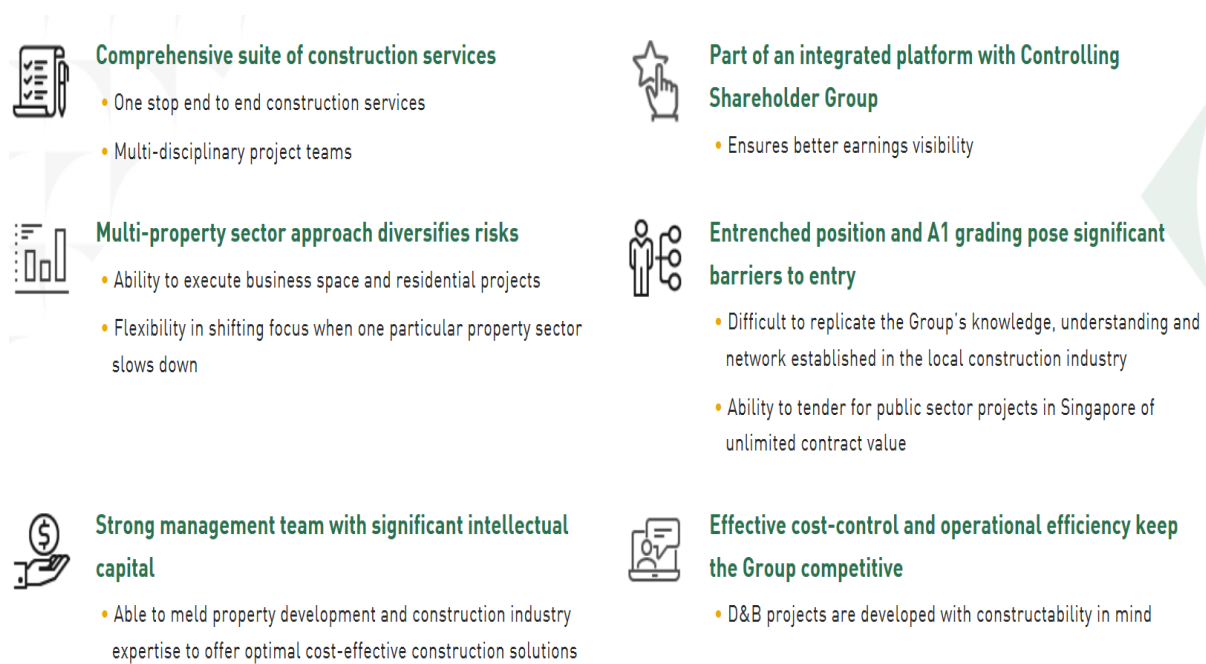 Comprehensive suite of construction services
• One stop end to end construction services
• Multi-disciplinary project teams
Multi-property sector approach diversifies risks
• Ability to execute business space and residential projects
• Flexibility in shifting focus when one particular property sector
slows down
Strong management team with significant intellectual
capital
• Able to meld property development and construction industry
expertise to offer optimal cost-effective construction solutions
Part of an integrated platform with Controlling
Shareholder Group
• Ensures better earnings visibility
Entrenched position and A1 grading pose significant
barriers to entry
• Difficult to replicate the Group's knowledge, understanding and
network established in the local construction industry
• Ability to tender for public sector projects in Singapore of
unlimited contract value
Effective cost-control and operational efficiency keep
the Group competitive
• D&B projects are developed with constructability in mind